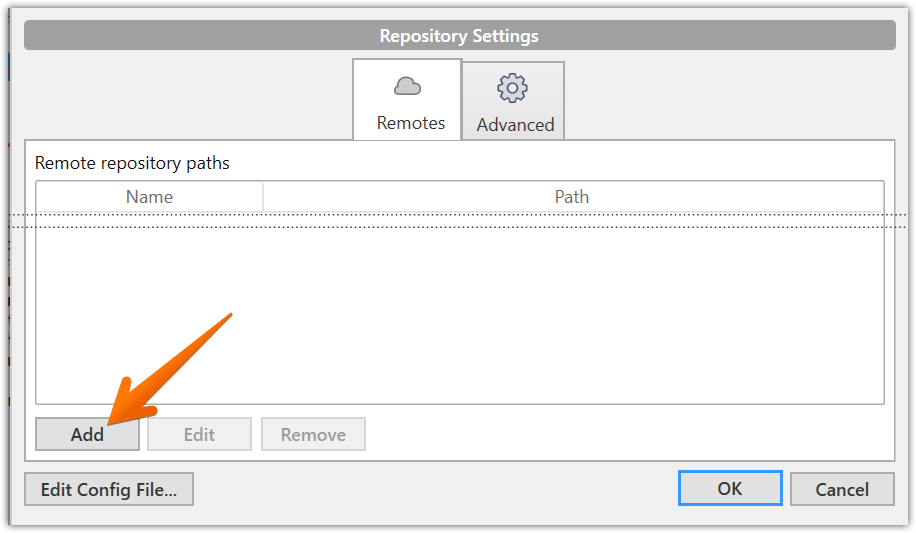 Repository Settings
Remotes
Advanced
Remote repository paths
Name Path
Add Edit Remove
Edit Config File... OK Cancel